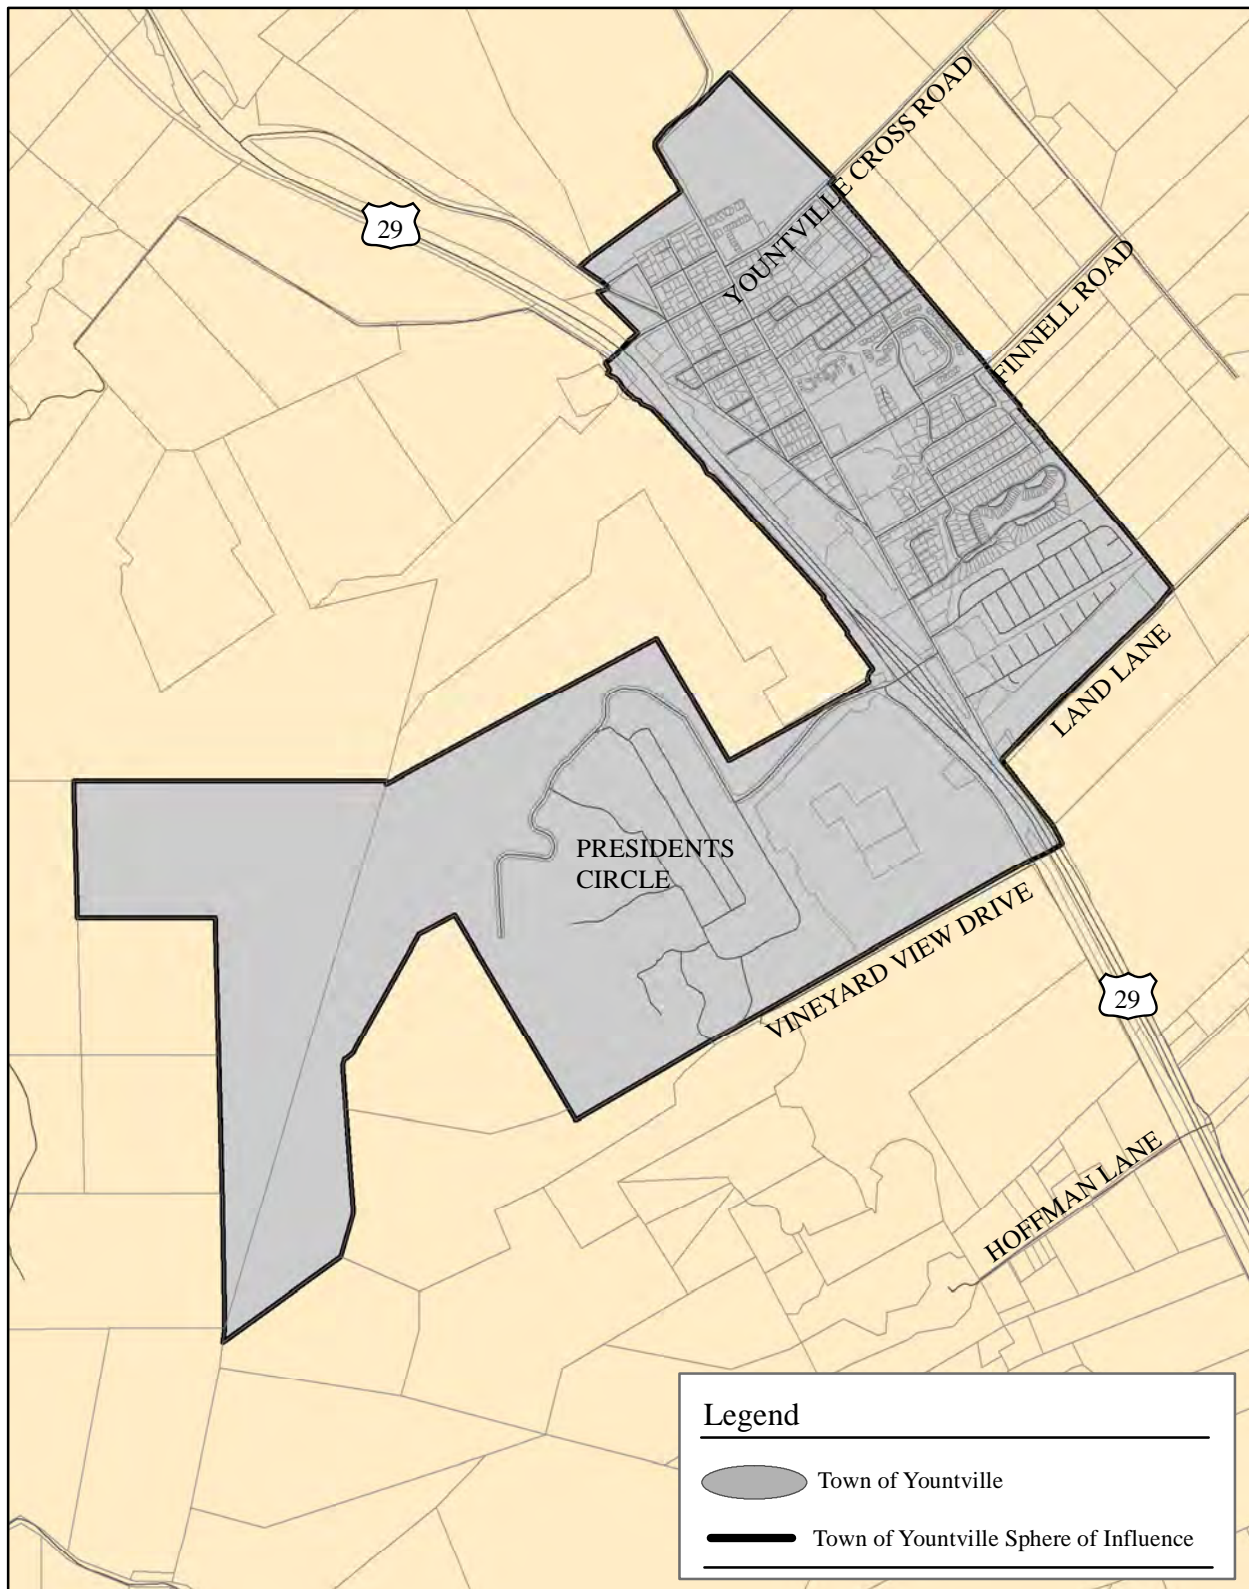 YOUNTVILLE CROSS ROAD
29
FINNELL ROAD
LAND LANE
PRESIDENTS
CIRCLE
VINEYARD VIEW DRIVE
29
HOFFMAN LANE
Legend
Town of Yountville
Town of Yountville Sphere of Influence